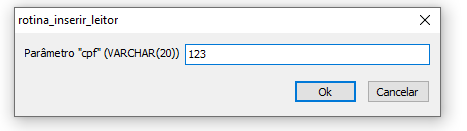 rotina_inserir_leitor
Parâmetro "cpf" (VARCHAR(20)) 123
Ok Cancelar